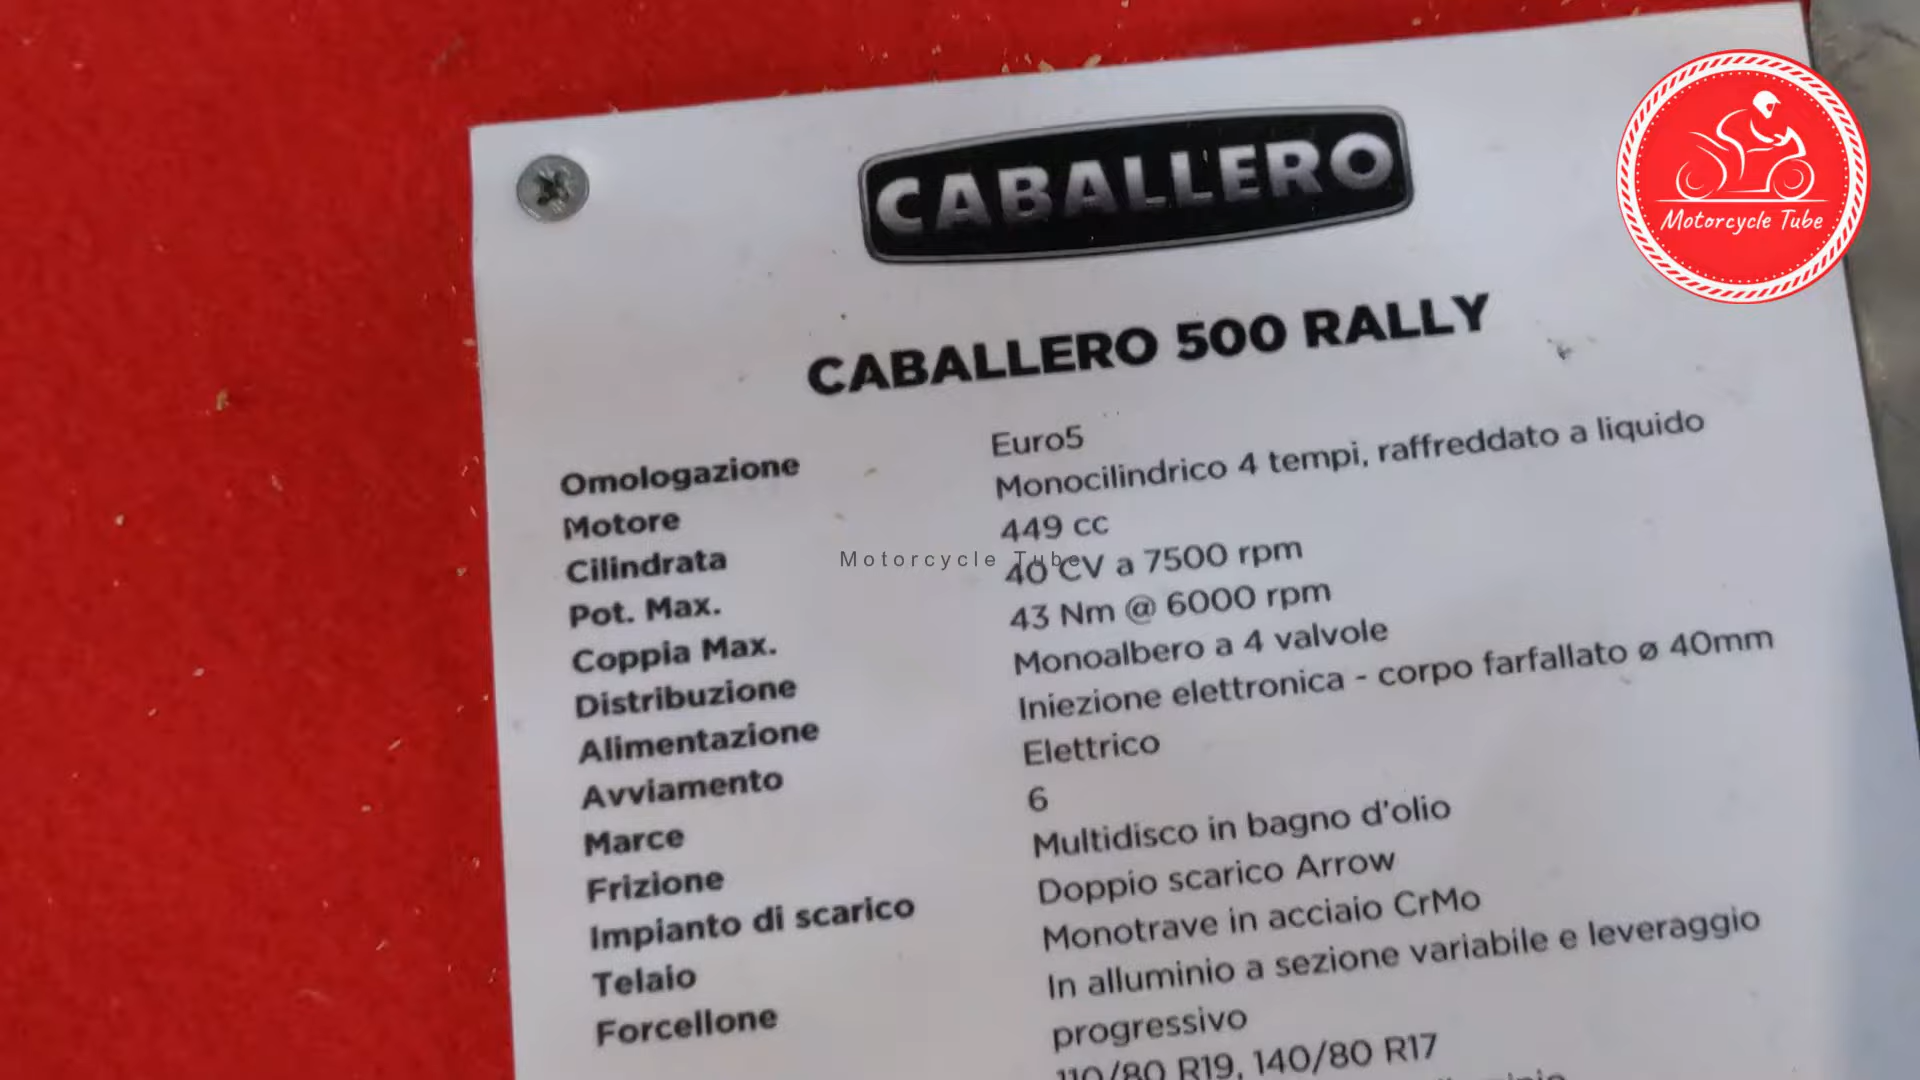 CABALLERO
Motorcycle Tube
CABALLERO 500 RALLY
Omologazione Euro5
Motore Monocilindrico 4 tempi, raffreddato a liquido
Cilindrata 449 cc
Motorcycle Tube
Pot. Max. 40 CV a 7500 rpm
Coppia Max. 43 Nm @ 6000 rpm
Distribuzione Monoalbero a 4 valvole
Alimentazione Iniezione elettronica - corpo farfallato ø 40mm
Avviamento Elettrico
Marce 6
Frizione Multidisco in bagno d'olio
Impianto di scarico Doppio scarico Arrow
Telaio Monotrave in acciaio CrMo
Forcellone In alluminio a sezione variabile e leveraggio
progressivo
110/80 R19, 140/80 R17